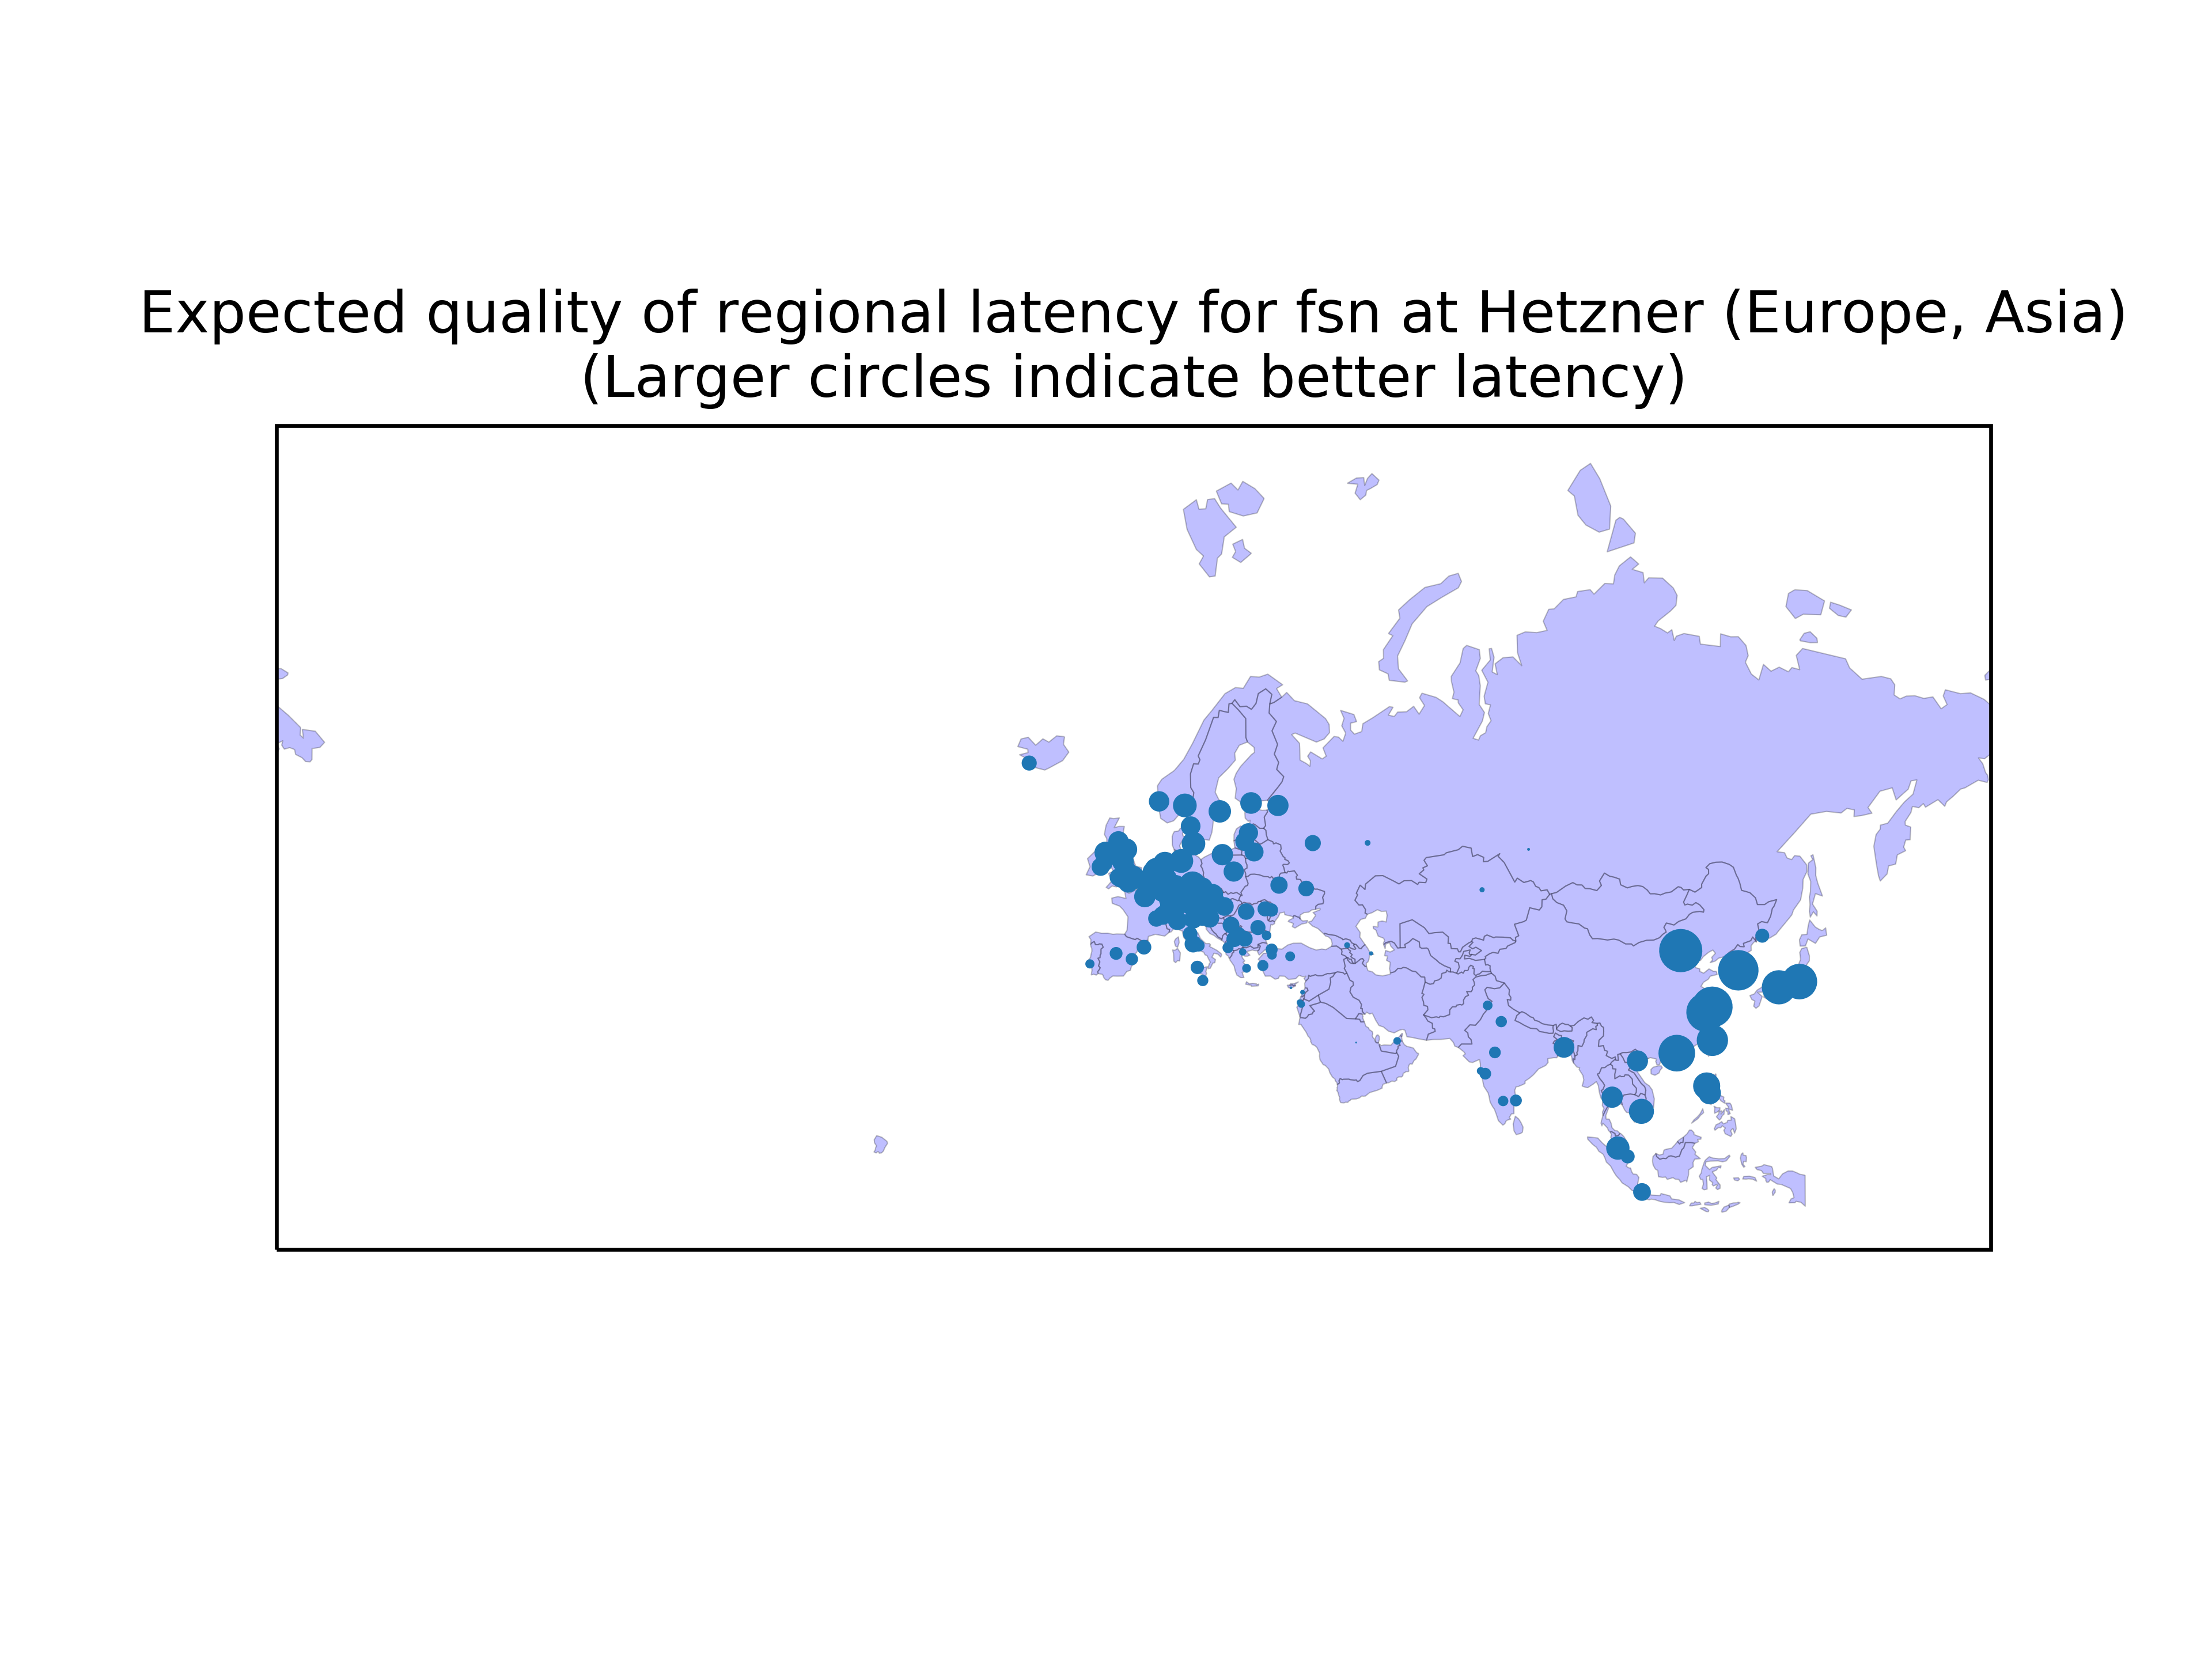 Expected quality of regional latency for fsn at Hetzner (Europe, Asia)
(Larger circles indicate better latency)